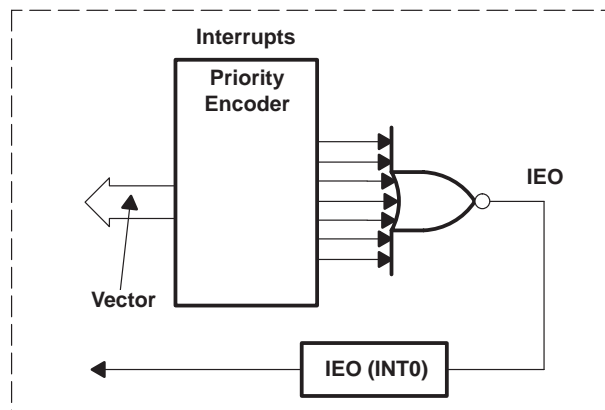 Interrupts
Priority
Encoder
IEO
Vector
IEO (INT0)